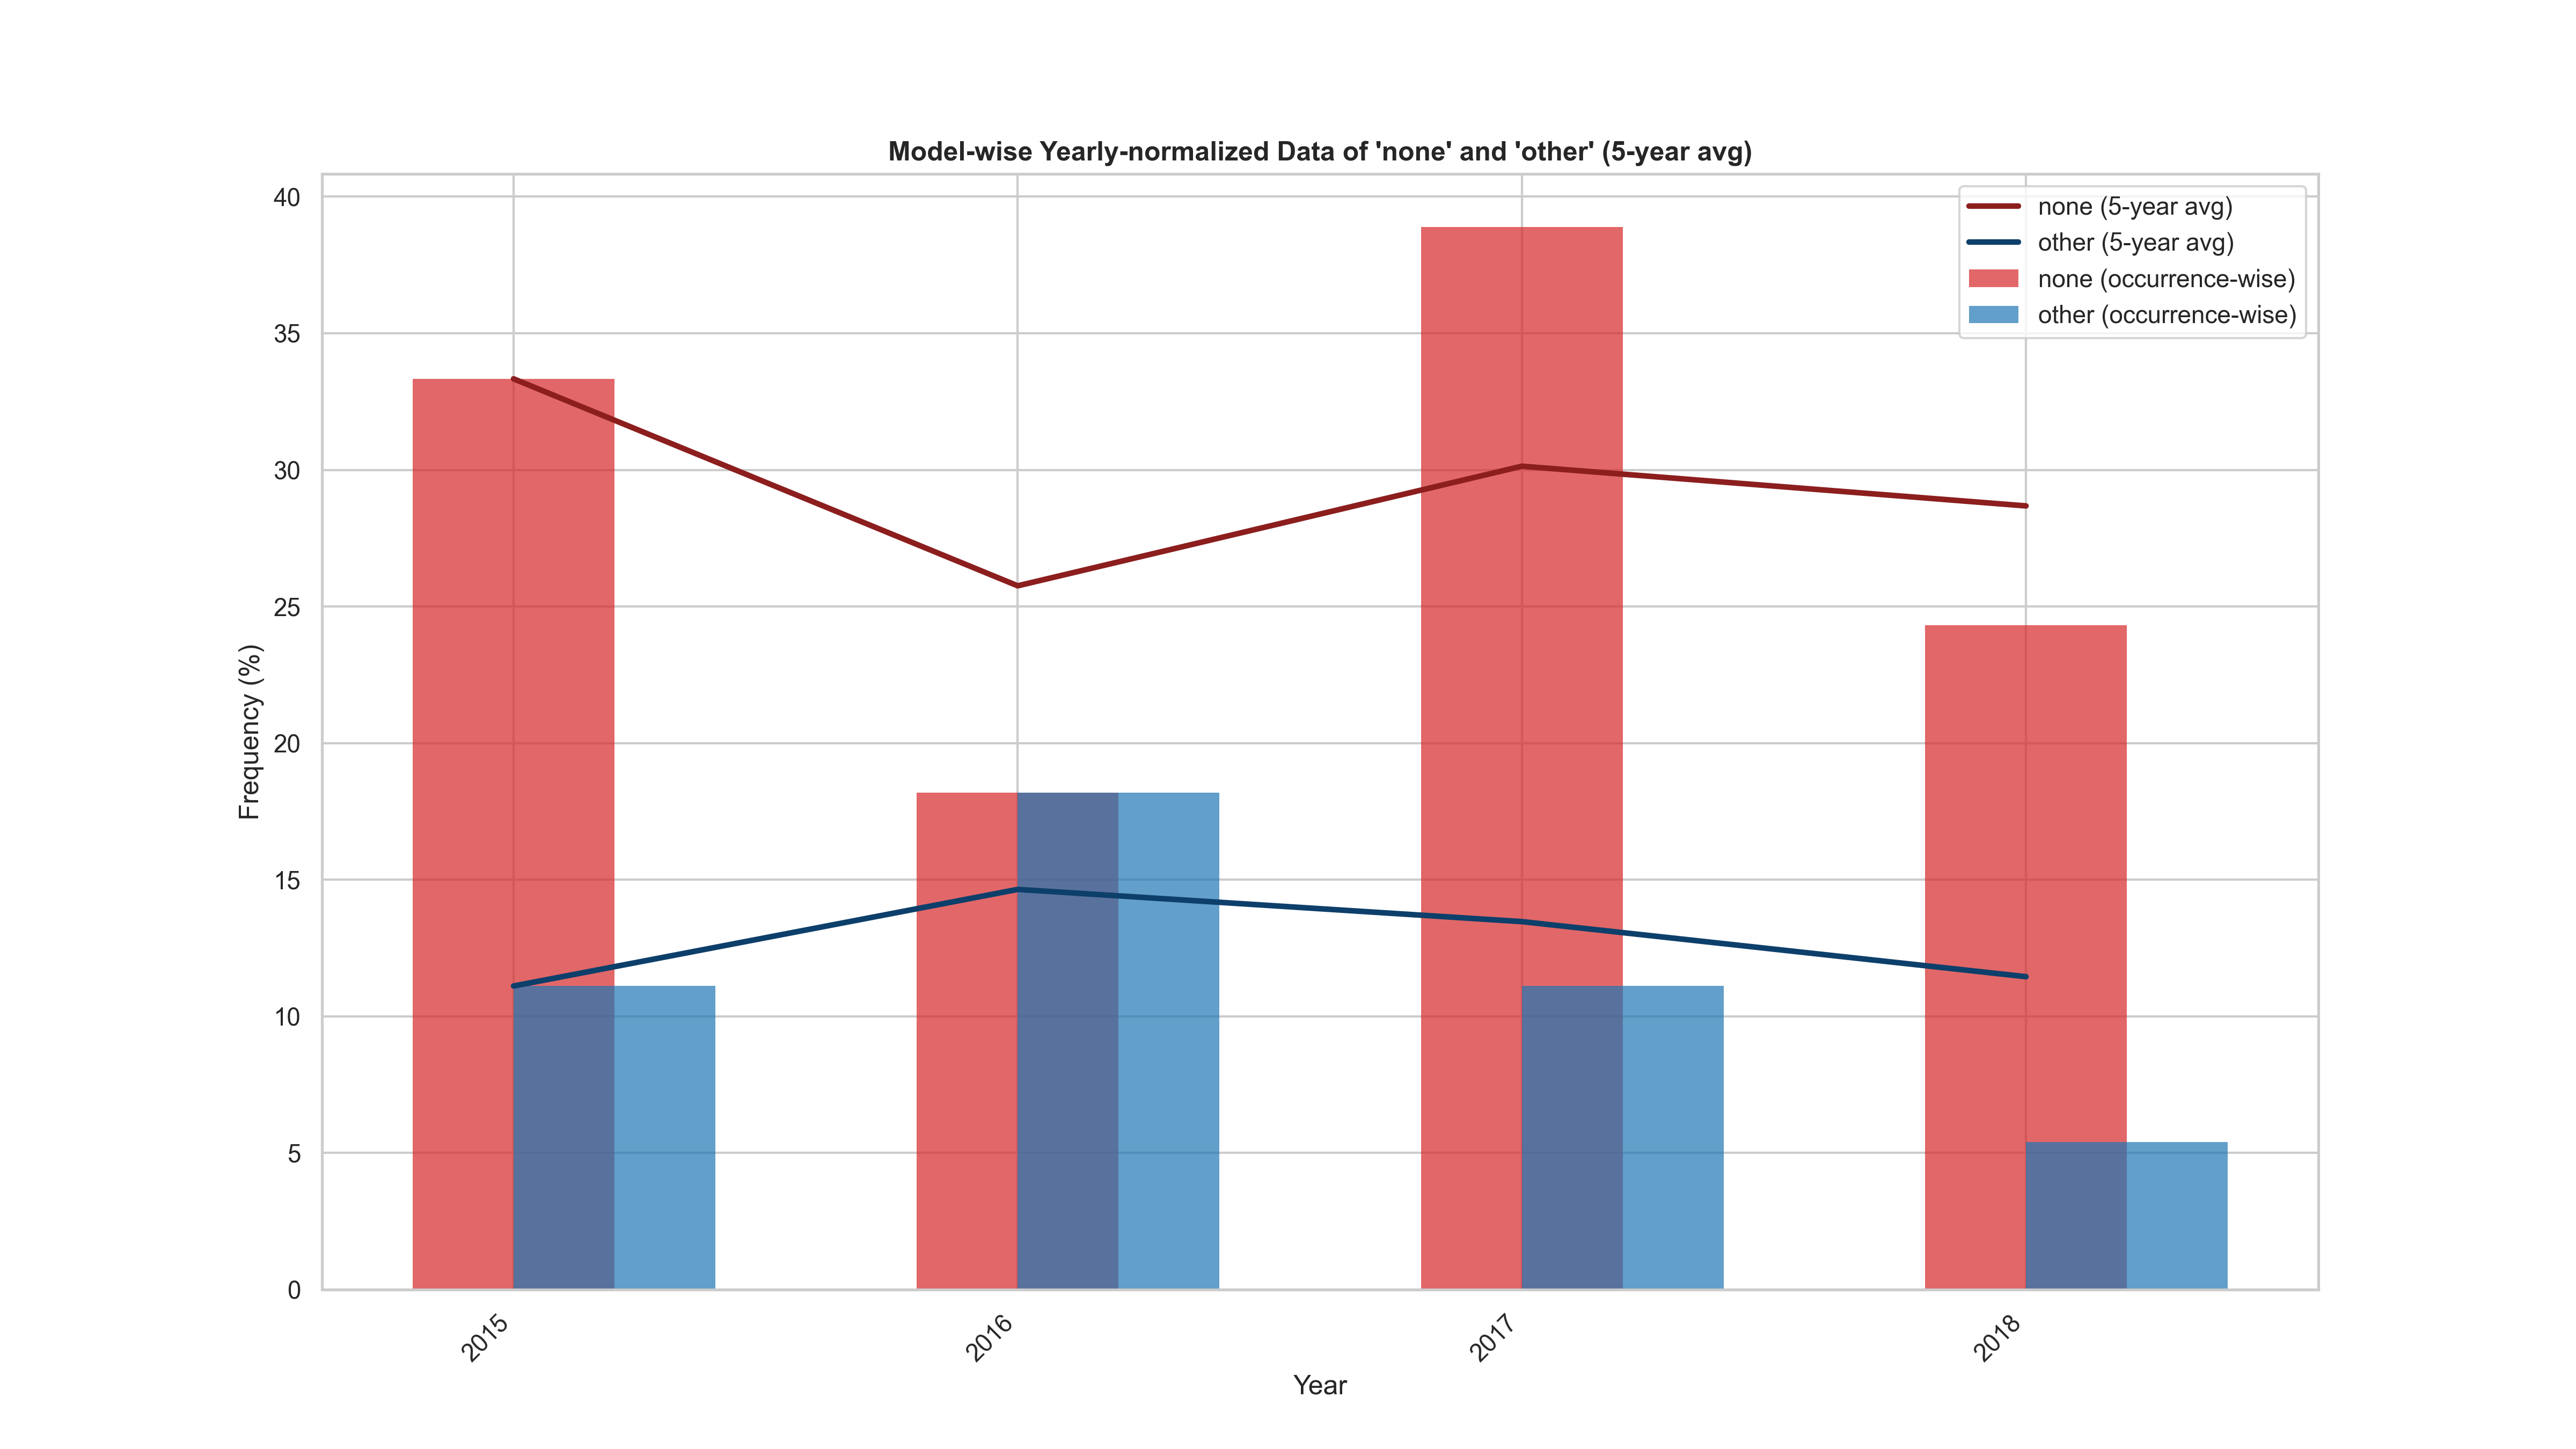 Model-wise Yearly-normalized Data of 'none' and 'other' (5-year avg)
none (5-year avg)
other (5-year avg)
none (occurrence-wise)
other (occurrence-wise)
Frequency (%)
40
35
30
25
20
15
10
5
0
2015
2016
2017
2018
Year